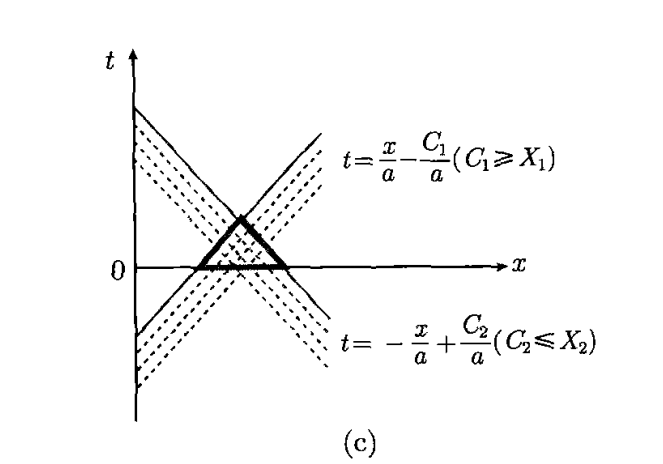 t
t=x/a−C₁/a(C₁⩾X₁)
0
x
t= −x/a+C₂/a(C₂⩽X₂)
(c)